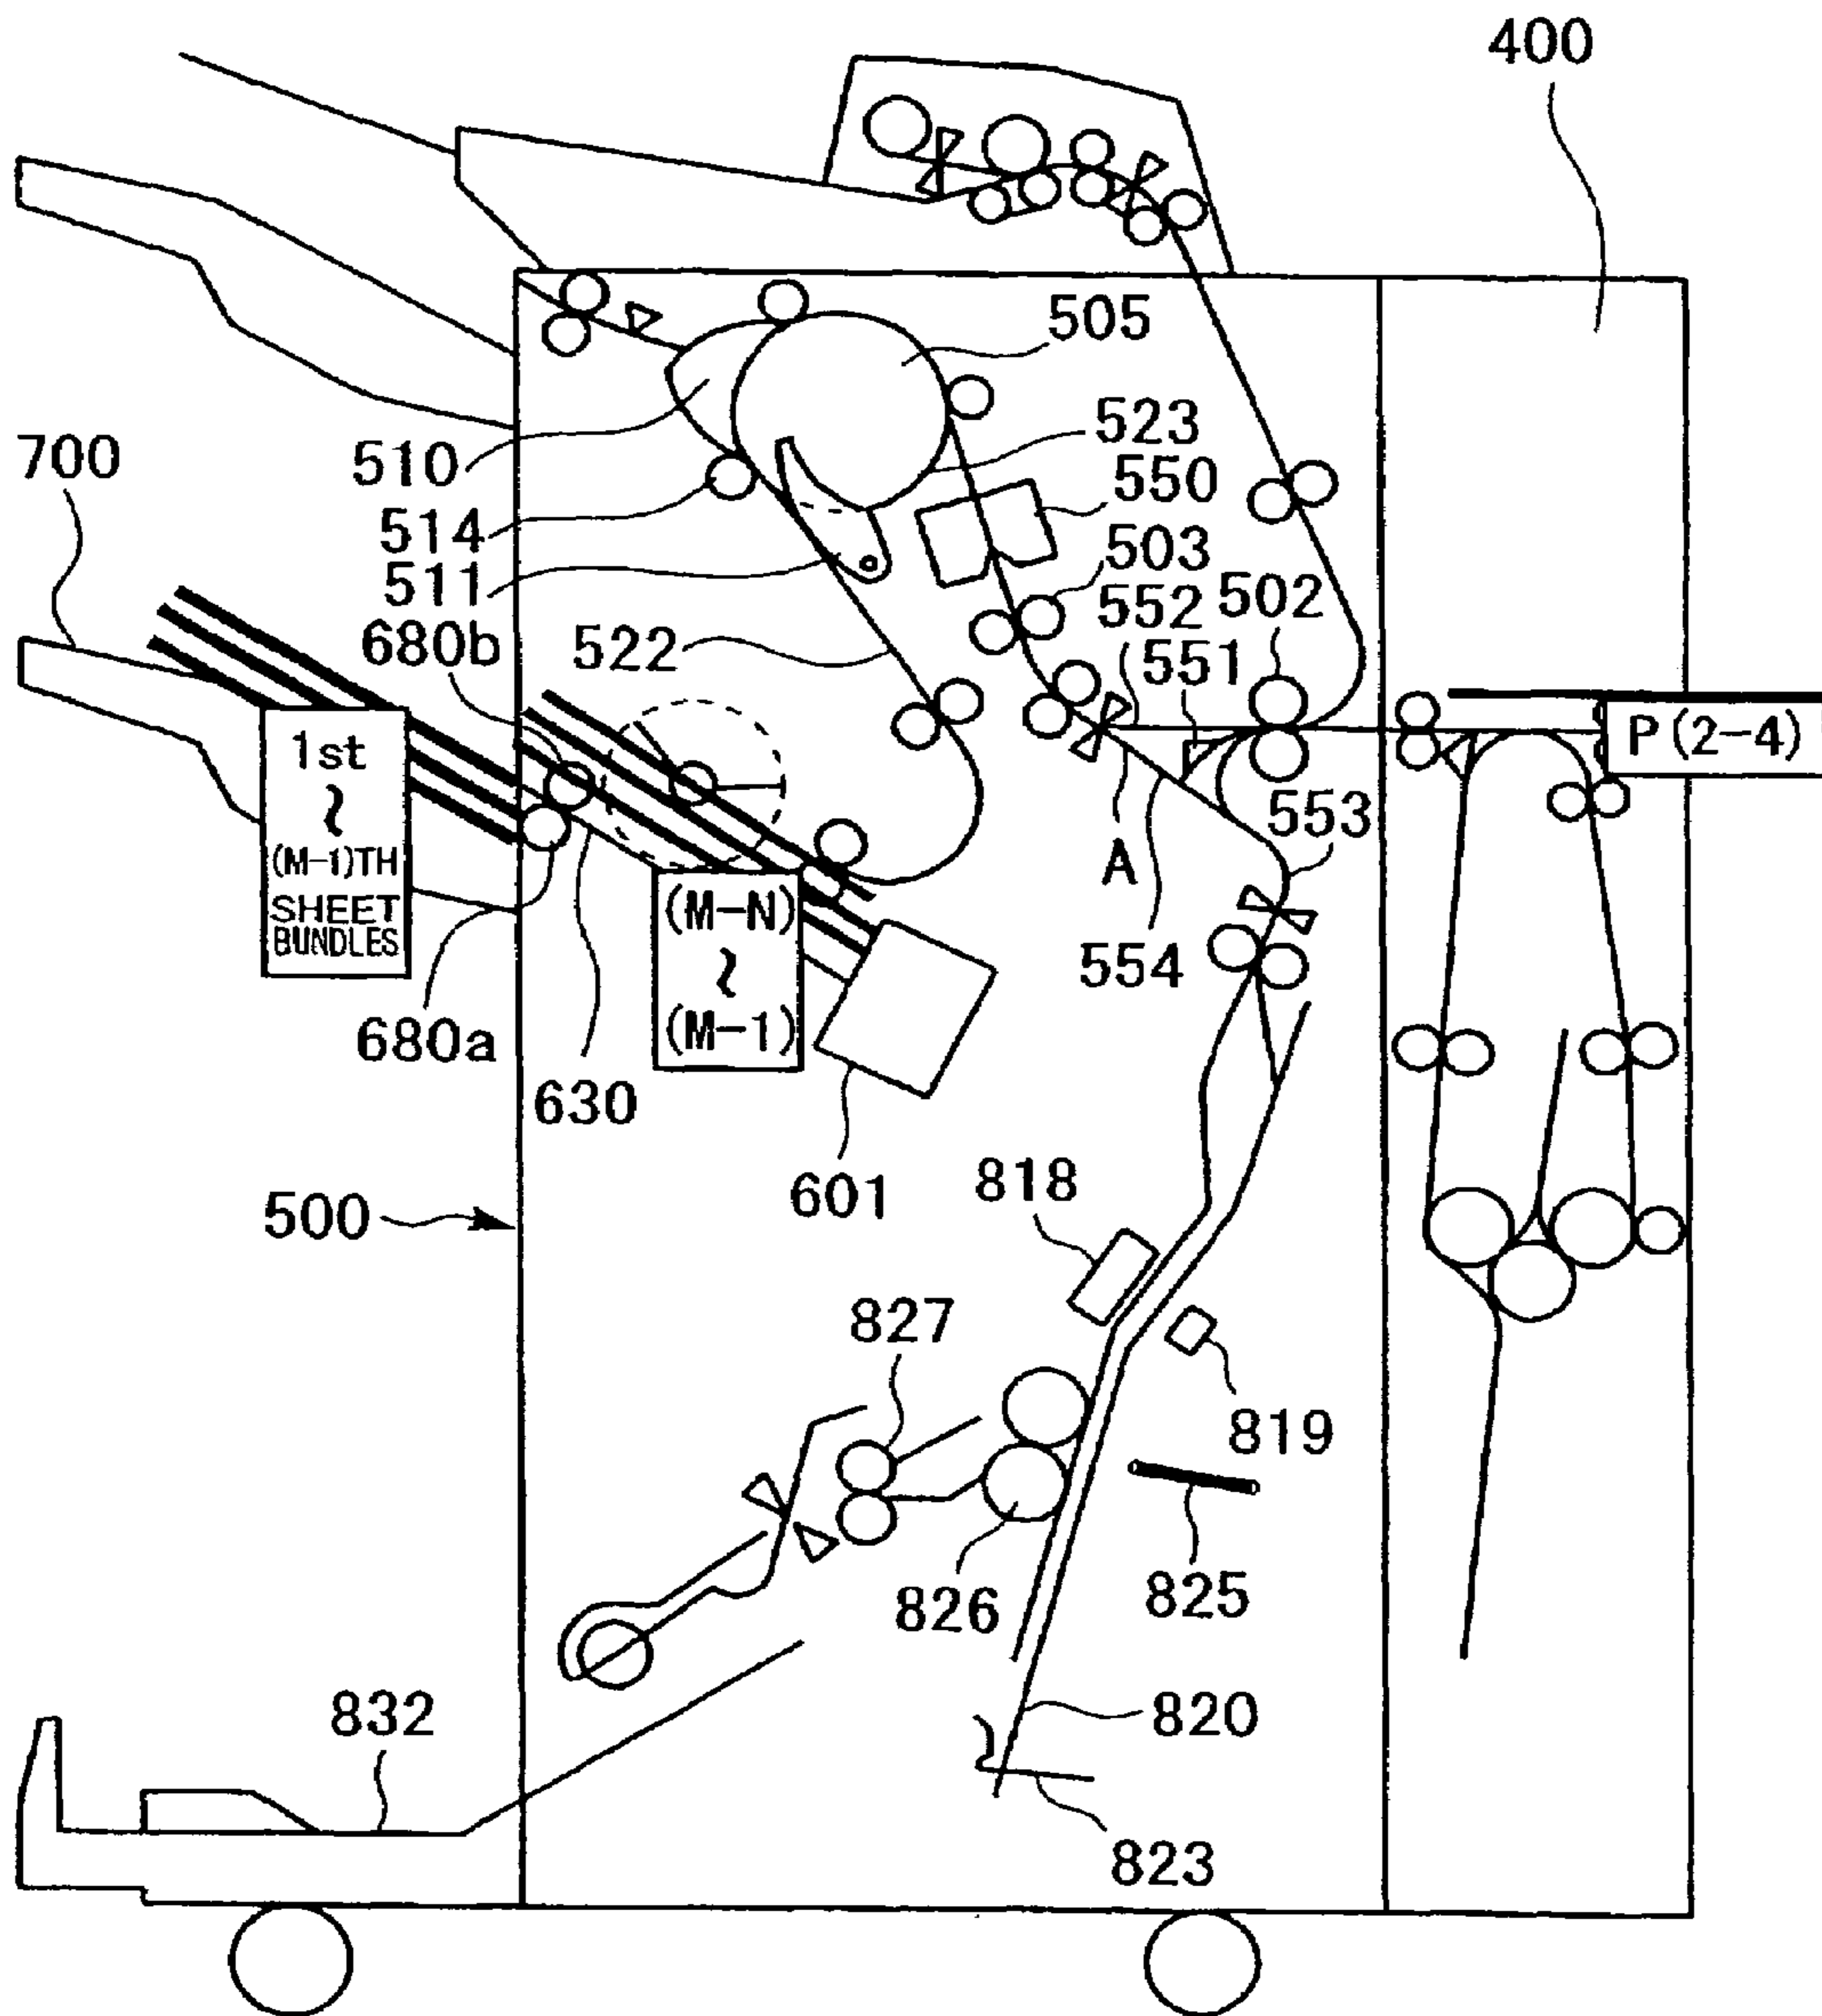 400
505
523
510
550
700
514
503
511
552
502
680b
522
551
P(2-4)
1st
~
(M-1)TH
SHEET
BUNDLES
553
A
(M-N)
~
(M-1)
554
680a
630
601
818
500
827
819
826
825
832
820
823